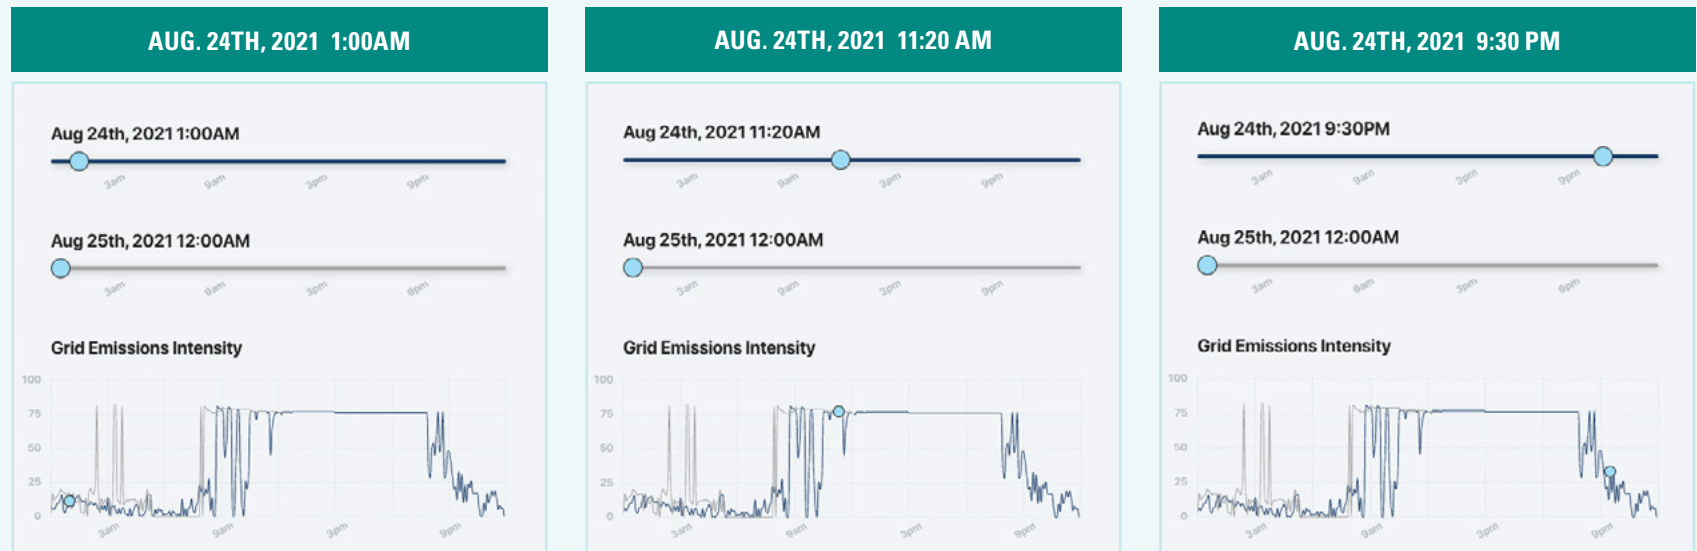 AUG. 24TH, 2021 1:00AM
Aug 24th, 2021 1:00AM
3am 9am 3pm 9pm
Aug 25th, 2021 12:00AM
3am 9am 3pm 9pm
Grid Emissions Intensity
100
75
50
25
0
3am 9am 3pm 9pm
AUG. 24TH, 2021 11:20 AM
Aug 24th, 2021 11:20AM
3am 9am 3pm 9pm
Aug 25th, 2021 12:00AM
3am 9am 3pm 9pm
Grid Emissions Intensity
100
75
50
25
0
3am 9am 3pm 9pm
AUG. 24TH, 2021 9:30 PM
Aug 24th, 2021 9:30PM
3am 9am 3pm 9pm
Aug 25th, 2021 12:00AM
3am 9am 3pm 9pm
Grid Emissions Intensity
100
75
50
25
0
3am 9am 3pm 9pm